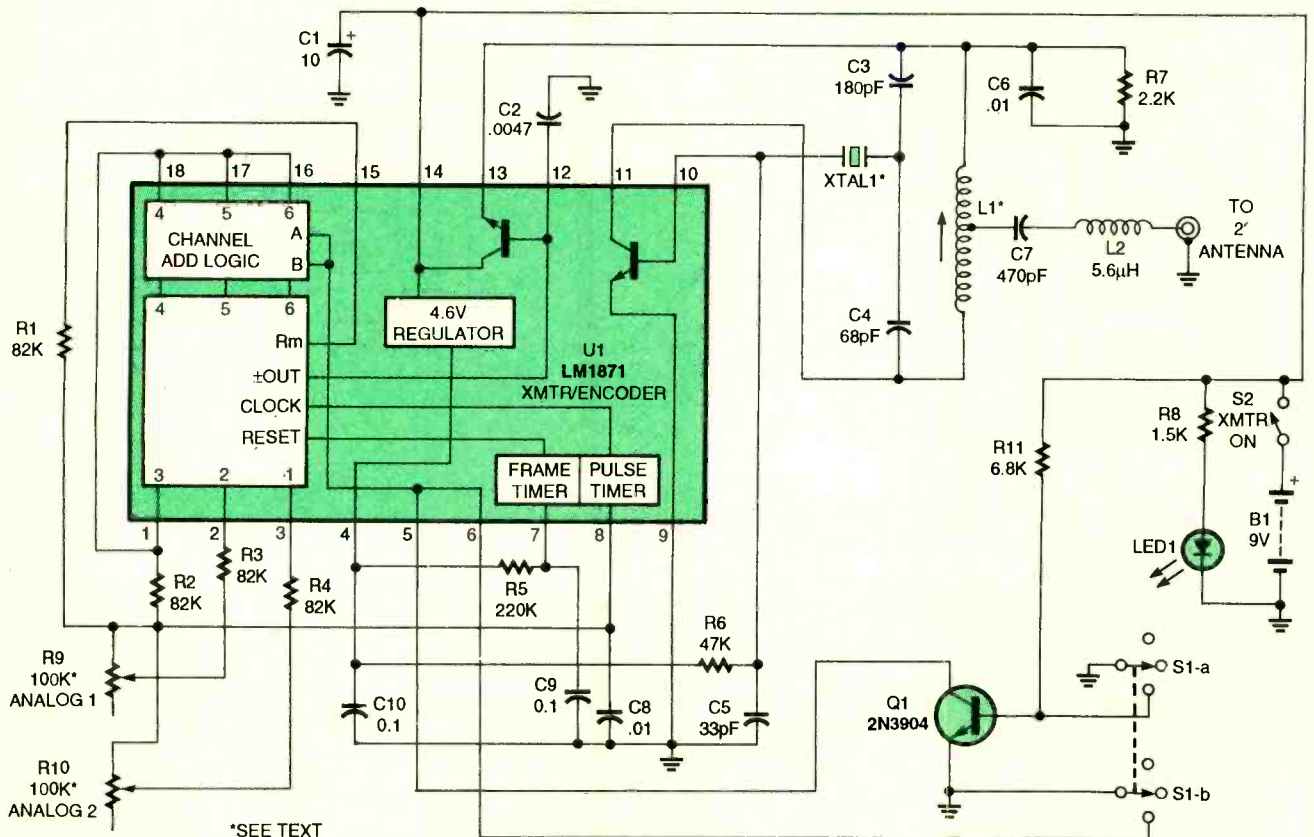 C1
10
+
C2
.0047
C3
180pF
C6
.01
R7
2.2K
18
17
16
15
14
13
12
11
10
XTAL1*
L1*
C7
470pF
L2
5.6μH
TO
2'
ANTENNA
4
5
6
A
B
CHANNEL
ADD LOGIC
4
5
6
Rm
±OUT
CLOCK
RESET
3
2
1
4.6V
REGULATOR
U1
LM1871
XMTR/ENCODER
FRAME
TIMER
PULSE
TIMER
C4
68pF
R1
82K
1
2
3
4
5
6
7
8
9
R2
82K
R3
82K
R4
82K
R5
220K
R6
47K
R9
100K*
ANALOG 1
R10
100K*
ANALOG 2
C10
0.1
C9
0.1
C8
.01
C5
33pF
R11
6.8K
R8
1.5K
S2
XMTR
ON
+
B1
9V
LED1
Q1
2N3904
S1-a
S1-b
*SEE TEXT